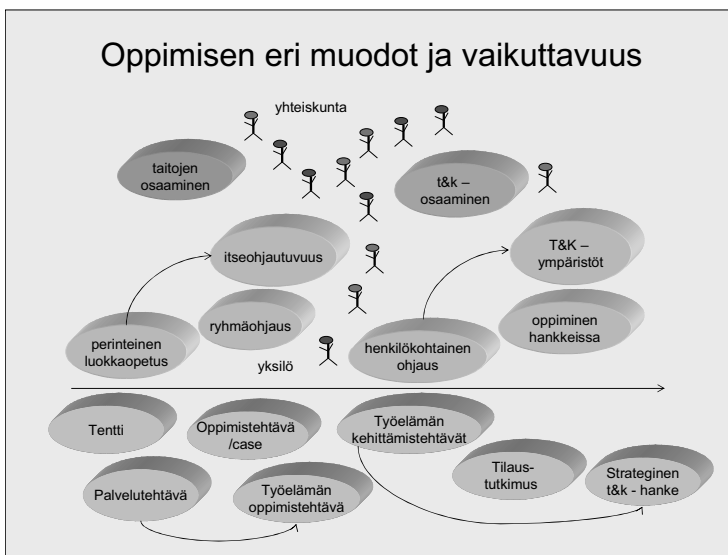 Oppimisen eri muodot ja vaikuttavuus
yhteiskunta
taitojen
osaaminen
t&k –
osaaminen
itseohjautuvuus
T&K –
ympäristöt
ryhmäohjaus
oppiminen
hankkeissa
perinteinen
luokkaopetus
yksilö
henkilökohtainen
ohjaus
Tentti
Oppimistehtävä
/case
Työelämän
kehittämistehtävät
Palvelutehtävä
Työelämän
oppimistehtävä
Tilaus-
tutkimus
Strateginen
t&k - hanke